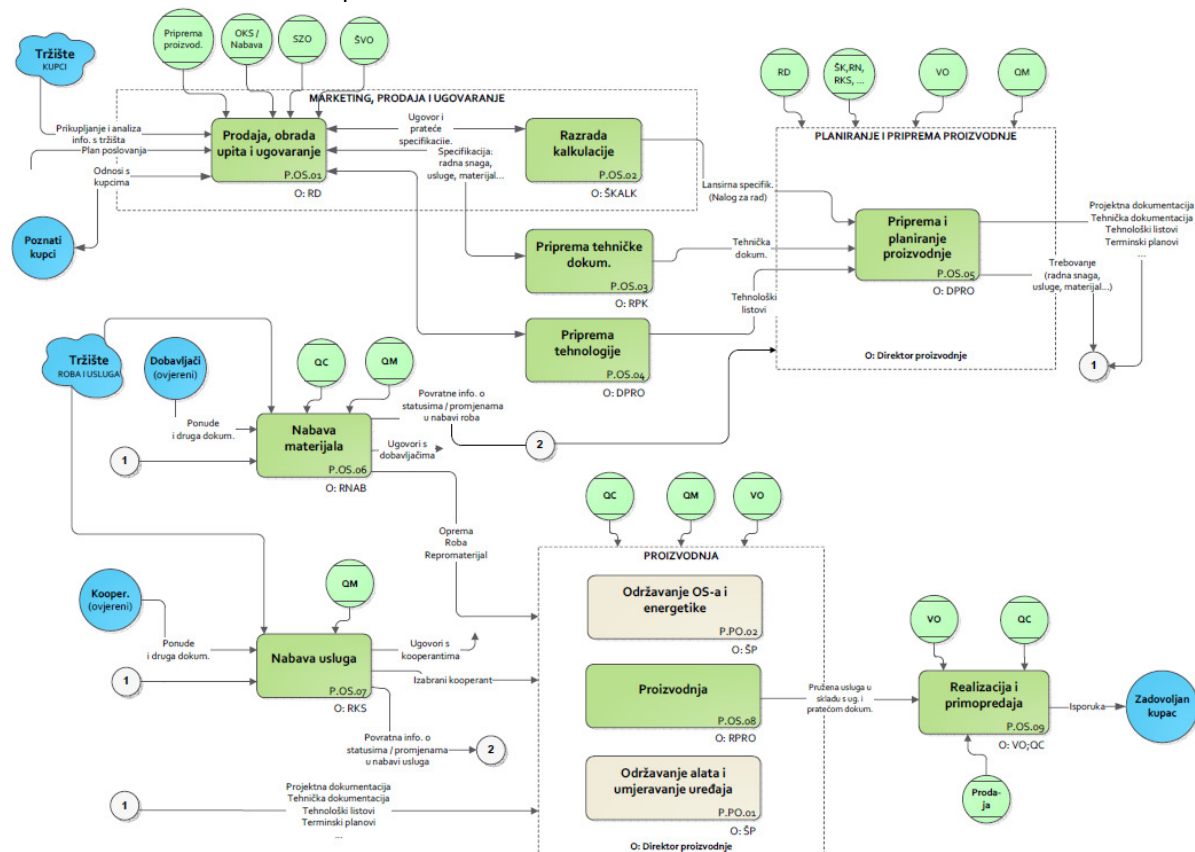 Priprema
proizvod.
OKS /
Nabava
SZO
ŠVO
Tržište
KUPCI
MARKETING, PRODAJA I UGOVARANJE
Prikupljanje i analiza
info. s tržišta
Plan poslovanja
Odnosi s
kupcima
Prodaja, obrada
upita i ugovaranje
P.OS.01
O: RD
Ugovor i
prateće
specifikacije.
Specifikacija:
radna snaga,
usluge, materijal...
Razrada
kalkulacije
P.OS.02
O: ŠKALK
Poznati
kupci
Priprema tehničke
dokum.
P.OS.03
O: RPK
Priprema
tehnologije
P.OS.04
O: DPRO
RD
ŠK,RN,
RKS, ...
VO
QM
PLANIRANJE I PRIPREMA PROIZVODNJE
Lansirna specifik.
(Nalog za rad)
Tehnička
dokum.
Tehnološki
listovi
Priprema i
planiranje
proizvodnje
P.OS.05
O: DPRO
O: Direktor proizvodnje
Projektna dokumentacija
Tehnička dokumentacija
Tehnološki listovi
Terminski planovi
...
Trebovanje
(radna snaga,
usluge, materijal...)
1
Tržište
ROBA I USLUGA
Dobavljači
(ovjereni)
QC
QM
Ponude
i druga dokum.
1
Nabava
materijala
P.OS.06
O: RNAB
Povratne info. o
statusima / promjenama
u nabavi roba
Ugovori s
dobavljačima
2
Oprema
Roba
Repromaterijal
Kooper.
(ovjereni)
QM
Ponude
i druga dokum.
1
Nabava usluga
P.OS.07
O: RKS
Ugovori s
kooperantima
Izabrani kooperant
Povratna info. o
statusima / promjenama
u nabavi usluga
2
1
Projektna dokumentacija
Tehnička dokumentacija
Tehnološki listovi
Terminski planovi
...
QC
QM
VO
PROIZVODNJA
Održavanje OS-a i
energetike
P.PO.02
O: ŠP
Proizvodnja
P.OS.08
O: RPRO
Održavanje alata i
umjeravanje uređaja
P.PO.01
O: ŠP
O: Direktor proizvodnje
Pružena usluga u
skladu s ug. i
pratećom dokum.
VO
QC
Realizacija i
primopredaja
P.OS.09
O: VO;QC
Proda-
ja
Isporuka
Zadovoljan
kupac